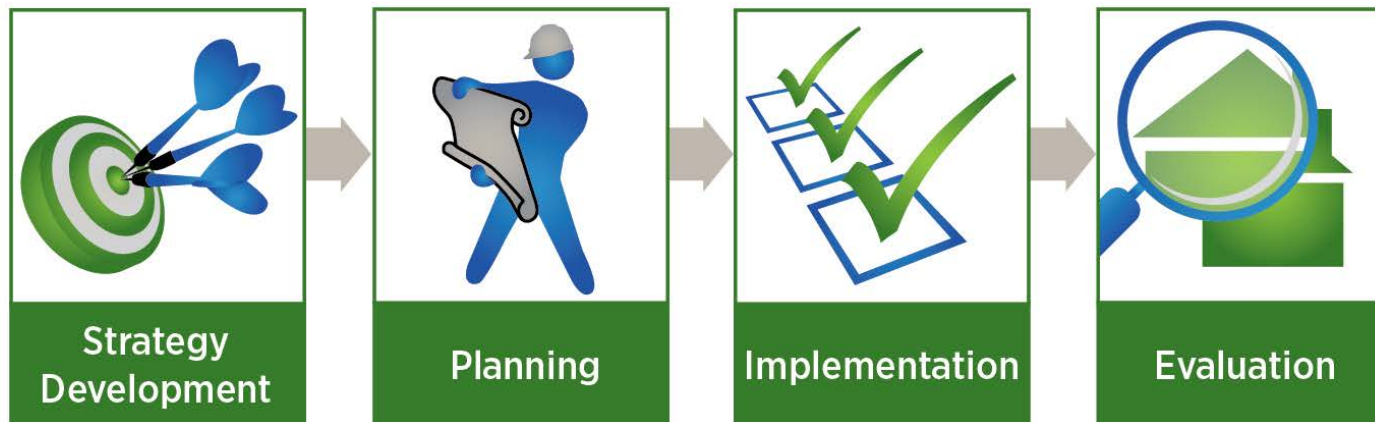 Strategy
Development
Planning
Implementation
Evaluation